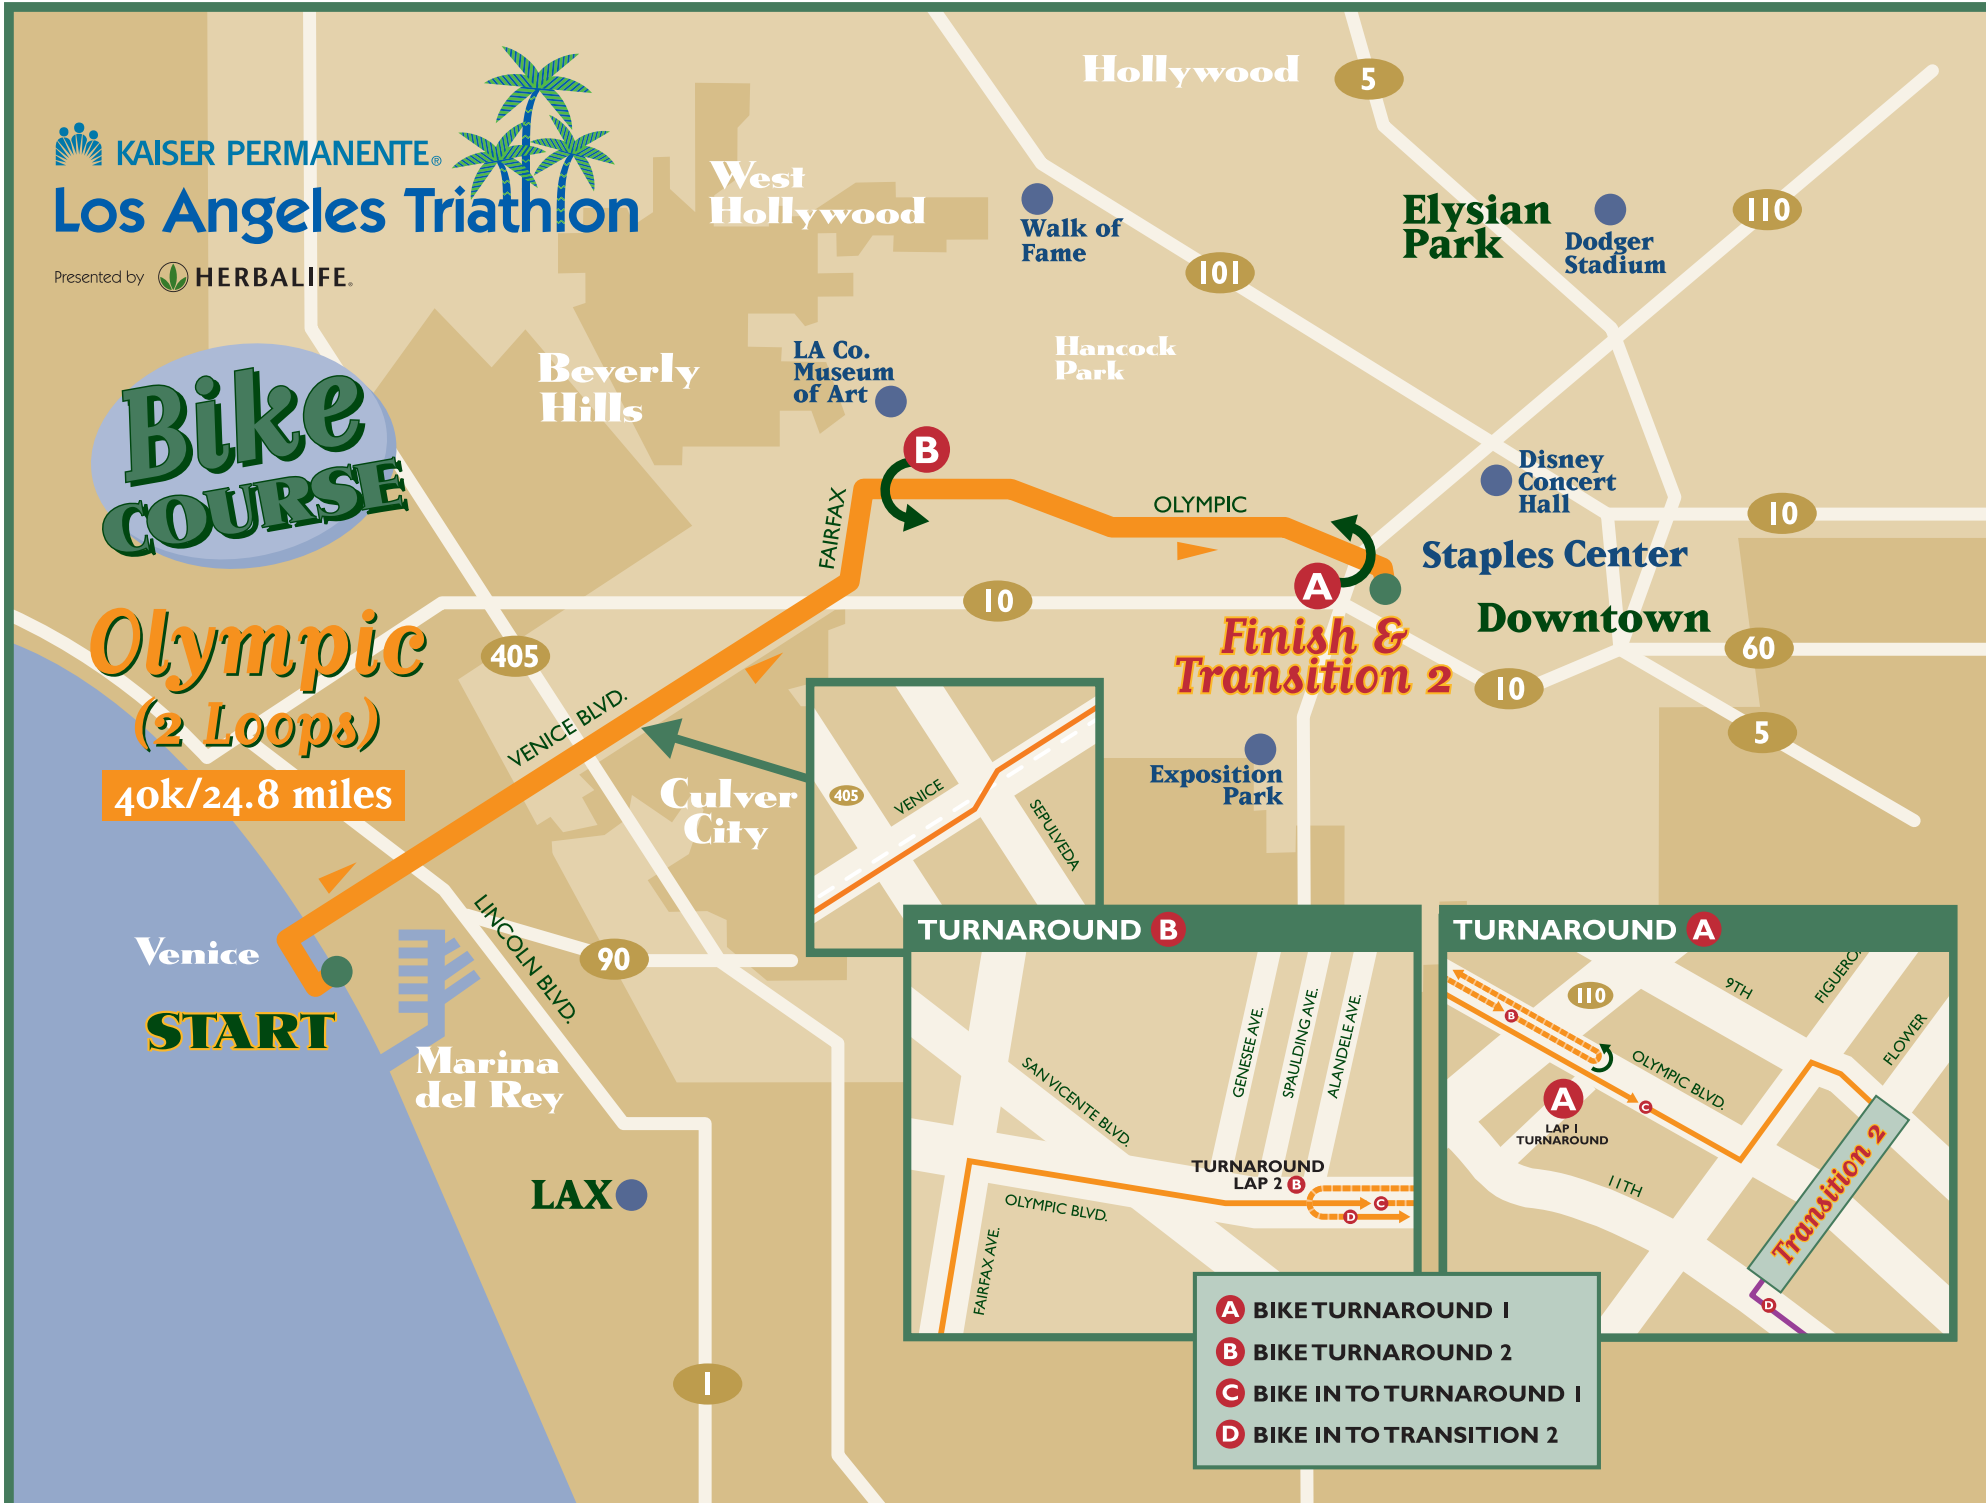 KAISER PERMANENTE®
Los Angeles Triathlon
Presented by HERBALIFE.
Bike
COURSE
Olympic
(2 Loops)
40k/24.8 miles
Hollywood
5
West
Hollywood
Walk of
Fame
101
Elysian
Park
Dodger
Stadium
110
Beverly
Hills
LA Co.
Museum
of Art
Hancock
Park
B
FAIRFAX
OLYMPIC
Disney
Concert
Hall
10
Staples Center
A
10
Finish &
Transition 2
Downtown
60
10
5
405
VENICE BLVD.
Culver
City
Exposition
Park
405
VENICE
SEPULVEDA
Venice
START
LINCOLN BLVD.
90
Marina
del Rey
LAX
1
TURNAROUND B
SAN VICENTE BLVD.
GENESEE AVE.
SPAULDING AVE.
ALANDELE AVE.
TURNAROUND
LAP 2 B
C
D
OLYMPIC BLVD.
FAIRFAX AVE.
TURNAROUND A
9TH
FIGUERO
110
B
FLOWER
OLYMPIC BLVD.
A
C
LAP 1
TURNAROUND
11TH
Transition 2
D
A BIKE TURNAROUND 1
B BIKE TURNAROUND 2
C BIKE IN TO TURNAROUND 1
D BIKE IN TO TRANSITION 2